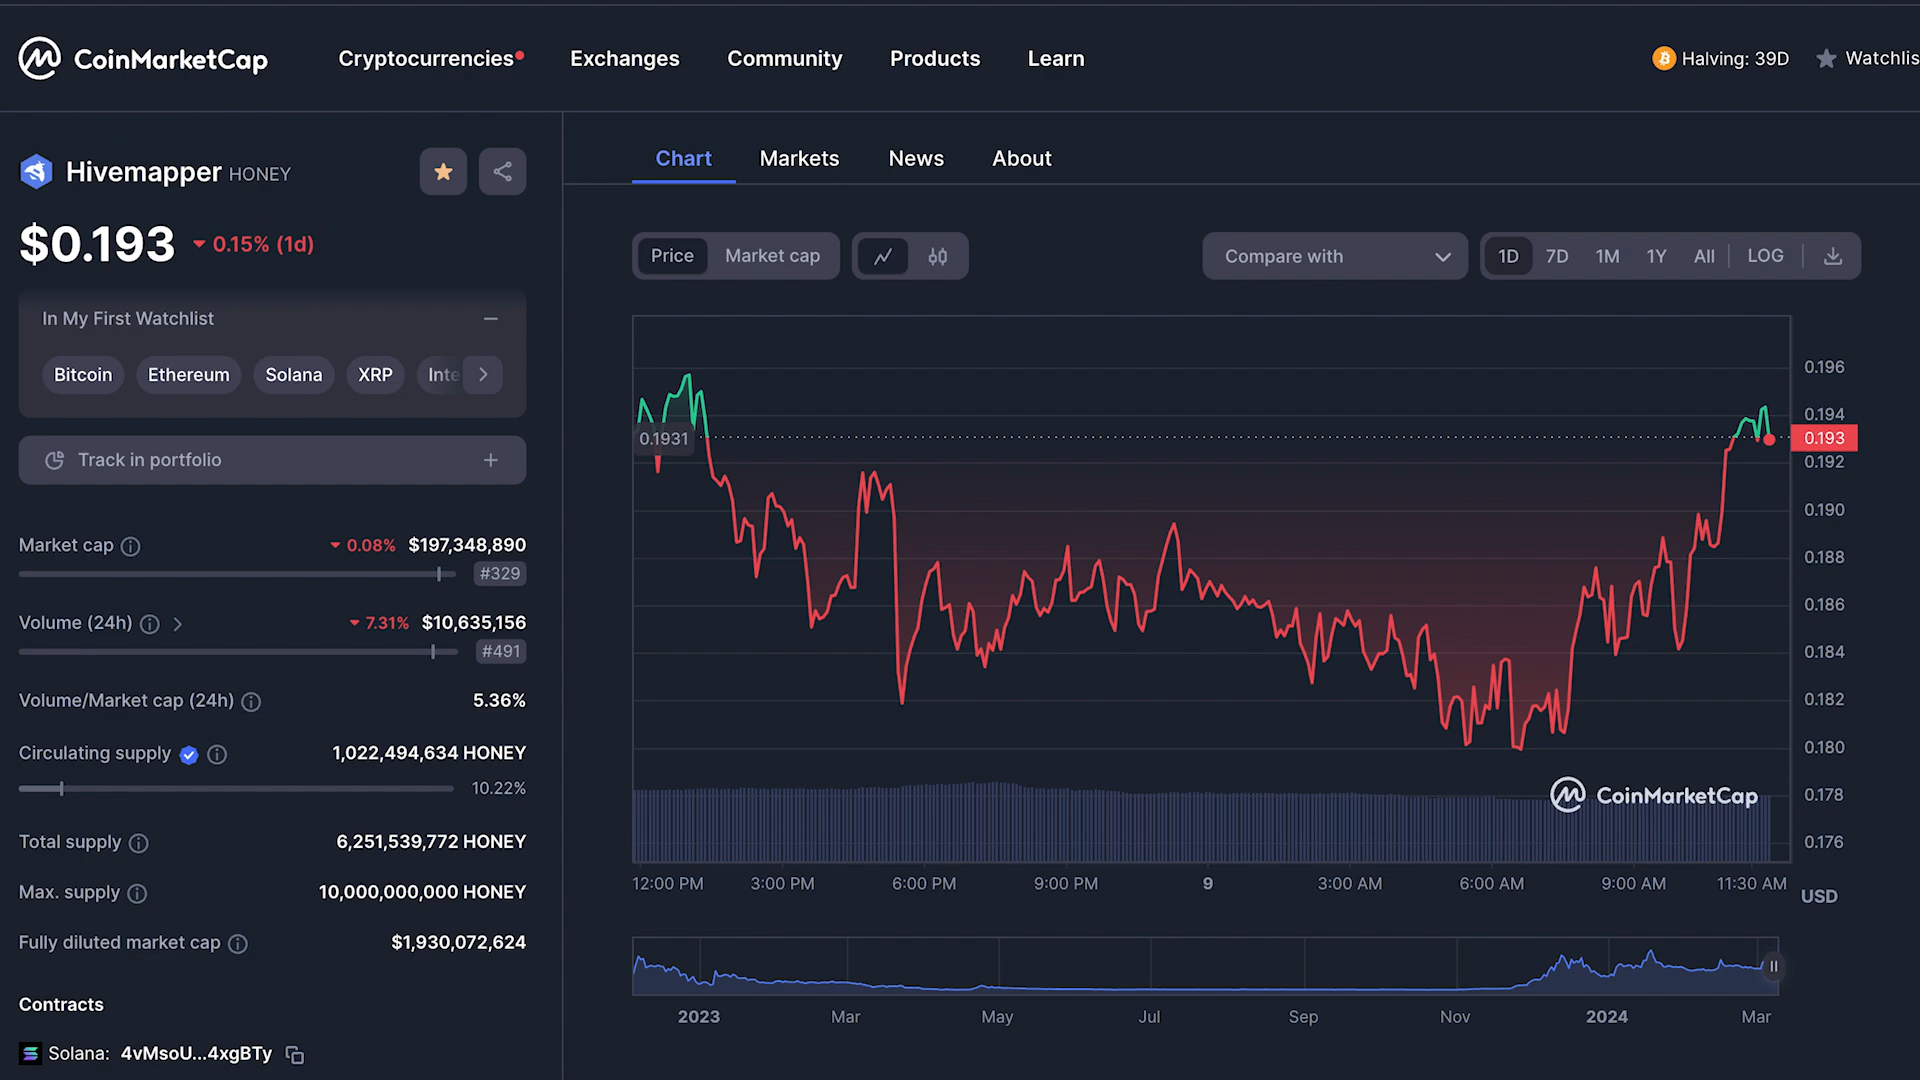 CoinMarketCap
Cryptocurrencies Exchanges Community Products Learn
Halving: 39D Watchlis
Hivemapper HONEY
$0.193 0.15% (1d)
In My First Watchlist
Bitcoin Ethereum Solana XRP Inte
Track in portfolio +
Market cap 0.08% $197,348,890
#329
Volume (24h) 7.31% $10,635,156
#491
Volume/Market cap (24h) 5.36%
Circulating supply 1,022,494,634 HONEY
10.22%
Total supply 6,251,539,772 HONEY
Max. supply 10,000,000,000 HONEY
Fully diluted market cap $1,930,072,624
Contracts
Solana: 4vMsoU...4xgBTy
Chart Markets News About
Price Market cap
Compare with
1D 7D 1M 1Y All LOG
0.1931
0.196
0.194
0.193
0.192
0.190
0.188
0.186
0.184
0.182
0.180
0.178
0.176
CoinMarketCap
12:00 PM 3:00 PM 6:00 PM 9:00 PM 9 3:00 AM 6:00 AM 9:00 AM 11:30 AM
USD
2023 Mar May Jul Sep Nov 2024 Mar